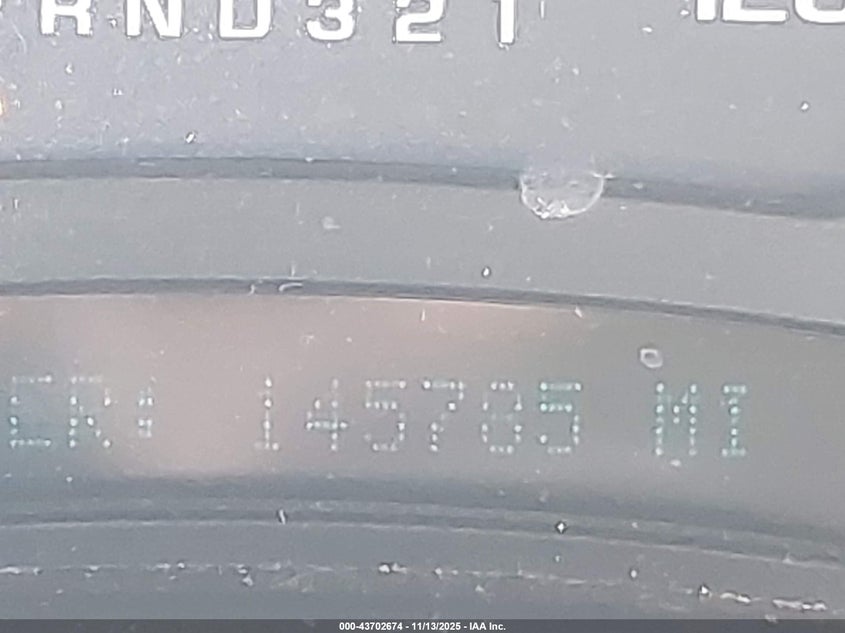 RND321
145785 MI
000-43702674 - 11/13/2025 - IAA Inc.